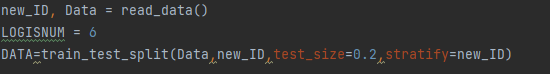 new_ID, Data = read_data()
LOGISNUM = 6
DATA=train_test_split(Data,new_ID,test_size=0.2,stratify=new_ID)